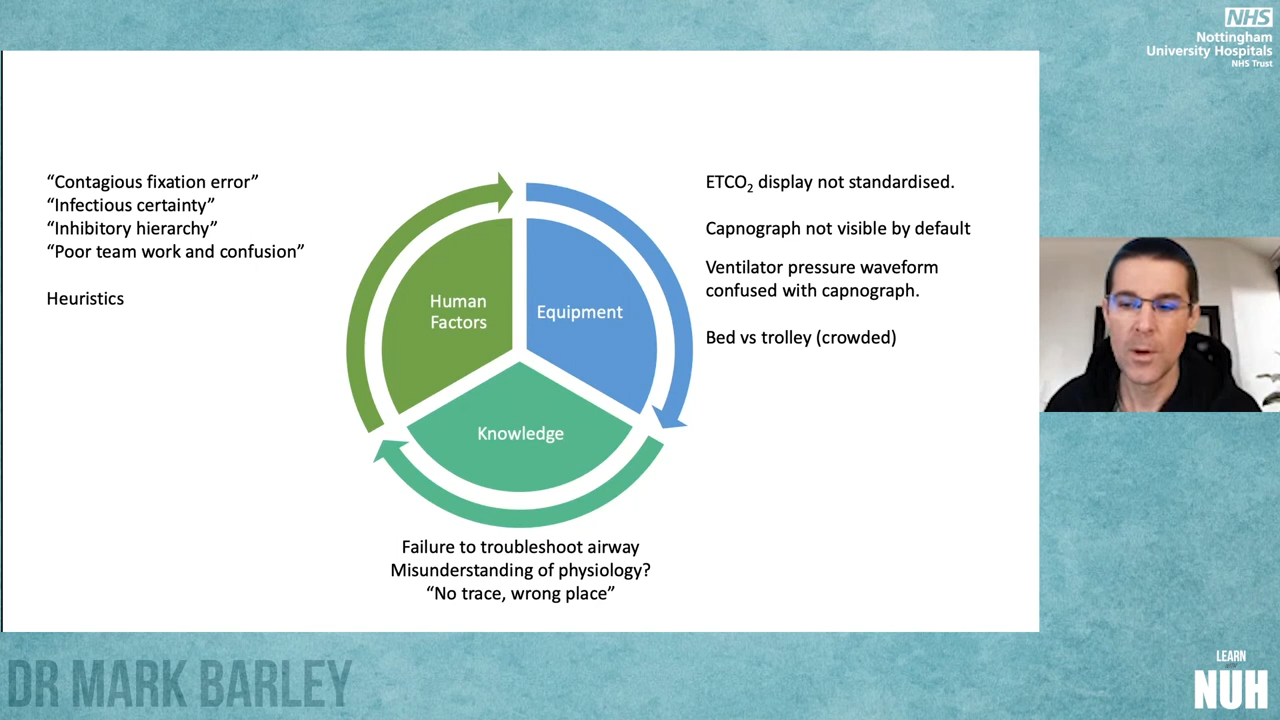 NHS
Nottingham
University Hospitals
NHS Trust
“Contagious fixation error”
“Infectious certainty”
“Inhibitory hierarchy”
“Poor team work and confusion”
Heuristics
Human
Factors
Equipment
Knowledge
ETCO₂ display not standardised.
Capnograph not visible by default
Ventilator pressure waveform
confused with capnograph.
Bed vs trolley (crowded)
Failure to troubleshoot airway
Misunderstanding of physiology?
“No trace, wrong place”
DR MARK BARLEY
LEARN
NUH